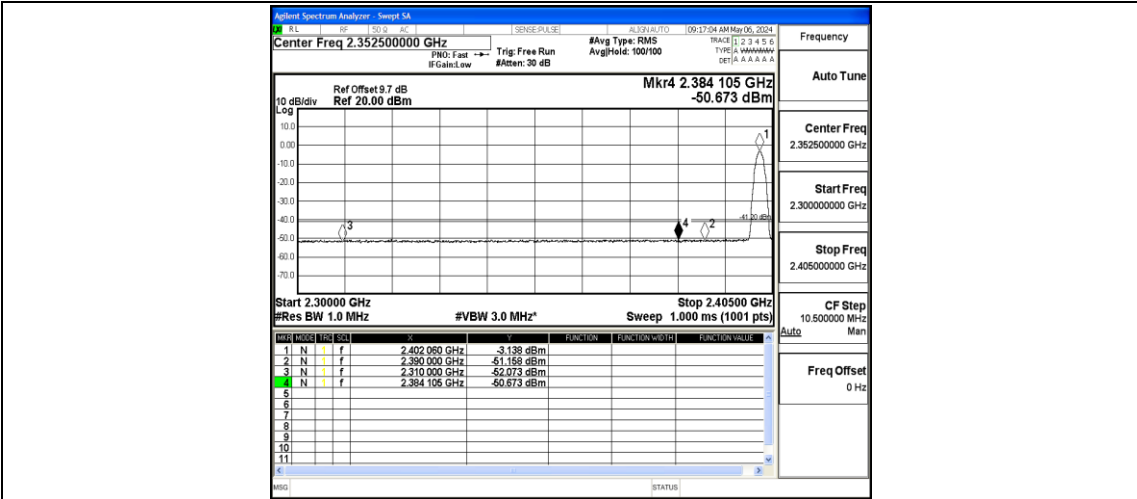 Agilent Spectrum Analyzer - Swept SA
RL RF 50 Ω AC SENSE:PULSE ALIGN AUTO 09:17:04 AM May 06, 2024
Center Freq 2.352500000 GHz #Avg Type: RMS TRACE 1 2 3 4 5 6
PNO: Fast Trig: Free Run Avg|Hold: 100/100 TYPE A
IFGain:Low #Atten: 30 dB DET A A A A A A
Frequency
Auto Tune
Center Freq
2.352500000 GHz
Start Freq
2.300000000 GHz
Stop Freq
2.405000000 GHz
CF Step
10.500000 MHz
Auto Man
Freq Offset
0 Hz
Mkr4 2.384 105 GHz
Ref Offset 9.7 dB -50.673 dBm
10 dB/div Ref 20.00 dBm
Log
10.0
1
0.00
-10.0
-20.0
-30.0
-41.20 dBm
-40.0
3 4 2
-50.0
-60.0
-70.0
Start 2.30000 GHz Stop 2.40500 GHz
#Res BW 1.0 MHz #VBW 3.0 MHz* Sweep 1.000 ms (1001 pts)
MKR MODE TRC SCL X Y FUNCTION FUNCTION WIDTH FUNCTION VALUE
1 N 1 f 2.402 060 GHz -3.138 dBm
2 N 1 f 2.390 000 GHz -51.158 dBm
3 N 1 f 2.310 000 GHz -52.073 dBm
4 N 1 f 2.384 105 GHz -50.673 dBm
5
6
7
8
9
10
11
MSG STATUS